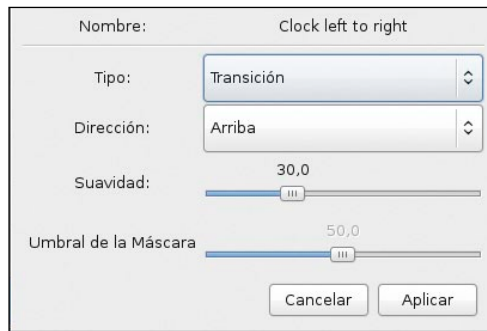 Nombre: Clock left to right
Tipo: Transición
Dirección: Arriba
Suavidad: 30,0
Umbral de la Máscara 50,0
Cancelar Aplicar